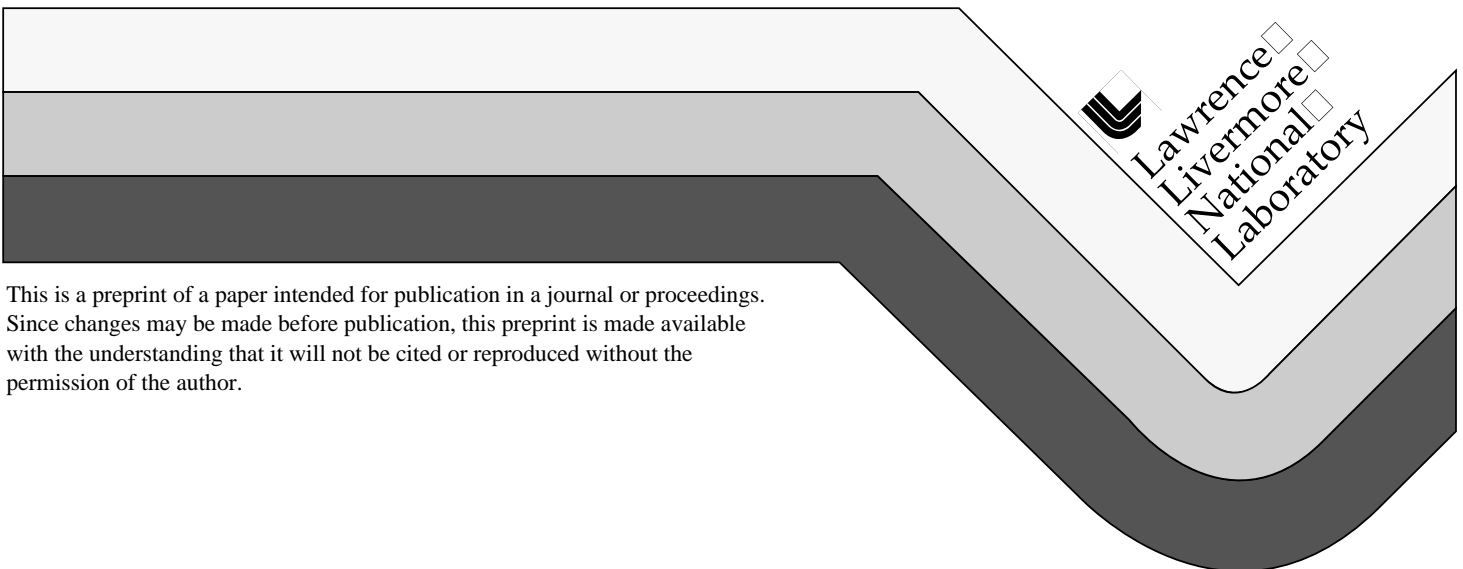 Lawrence
Livermore
National
Laboratory
This is a preprint of a paper intended for publication in a journal or proceedings.
Since changes may be made before publication, this preprint is made available
with the understanding that it will not be cited or reproduced without the
permission of the author.